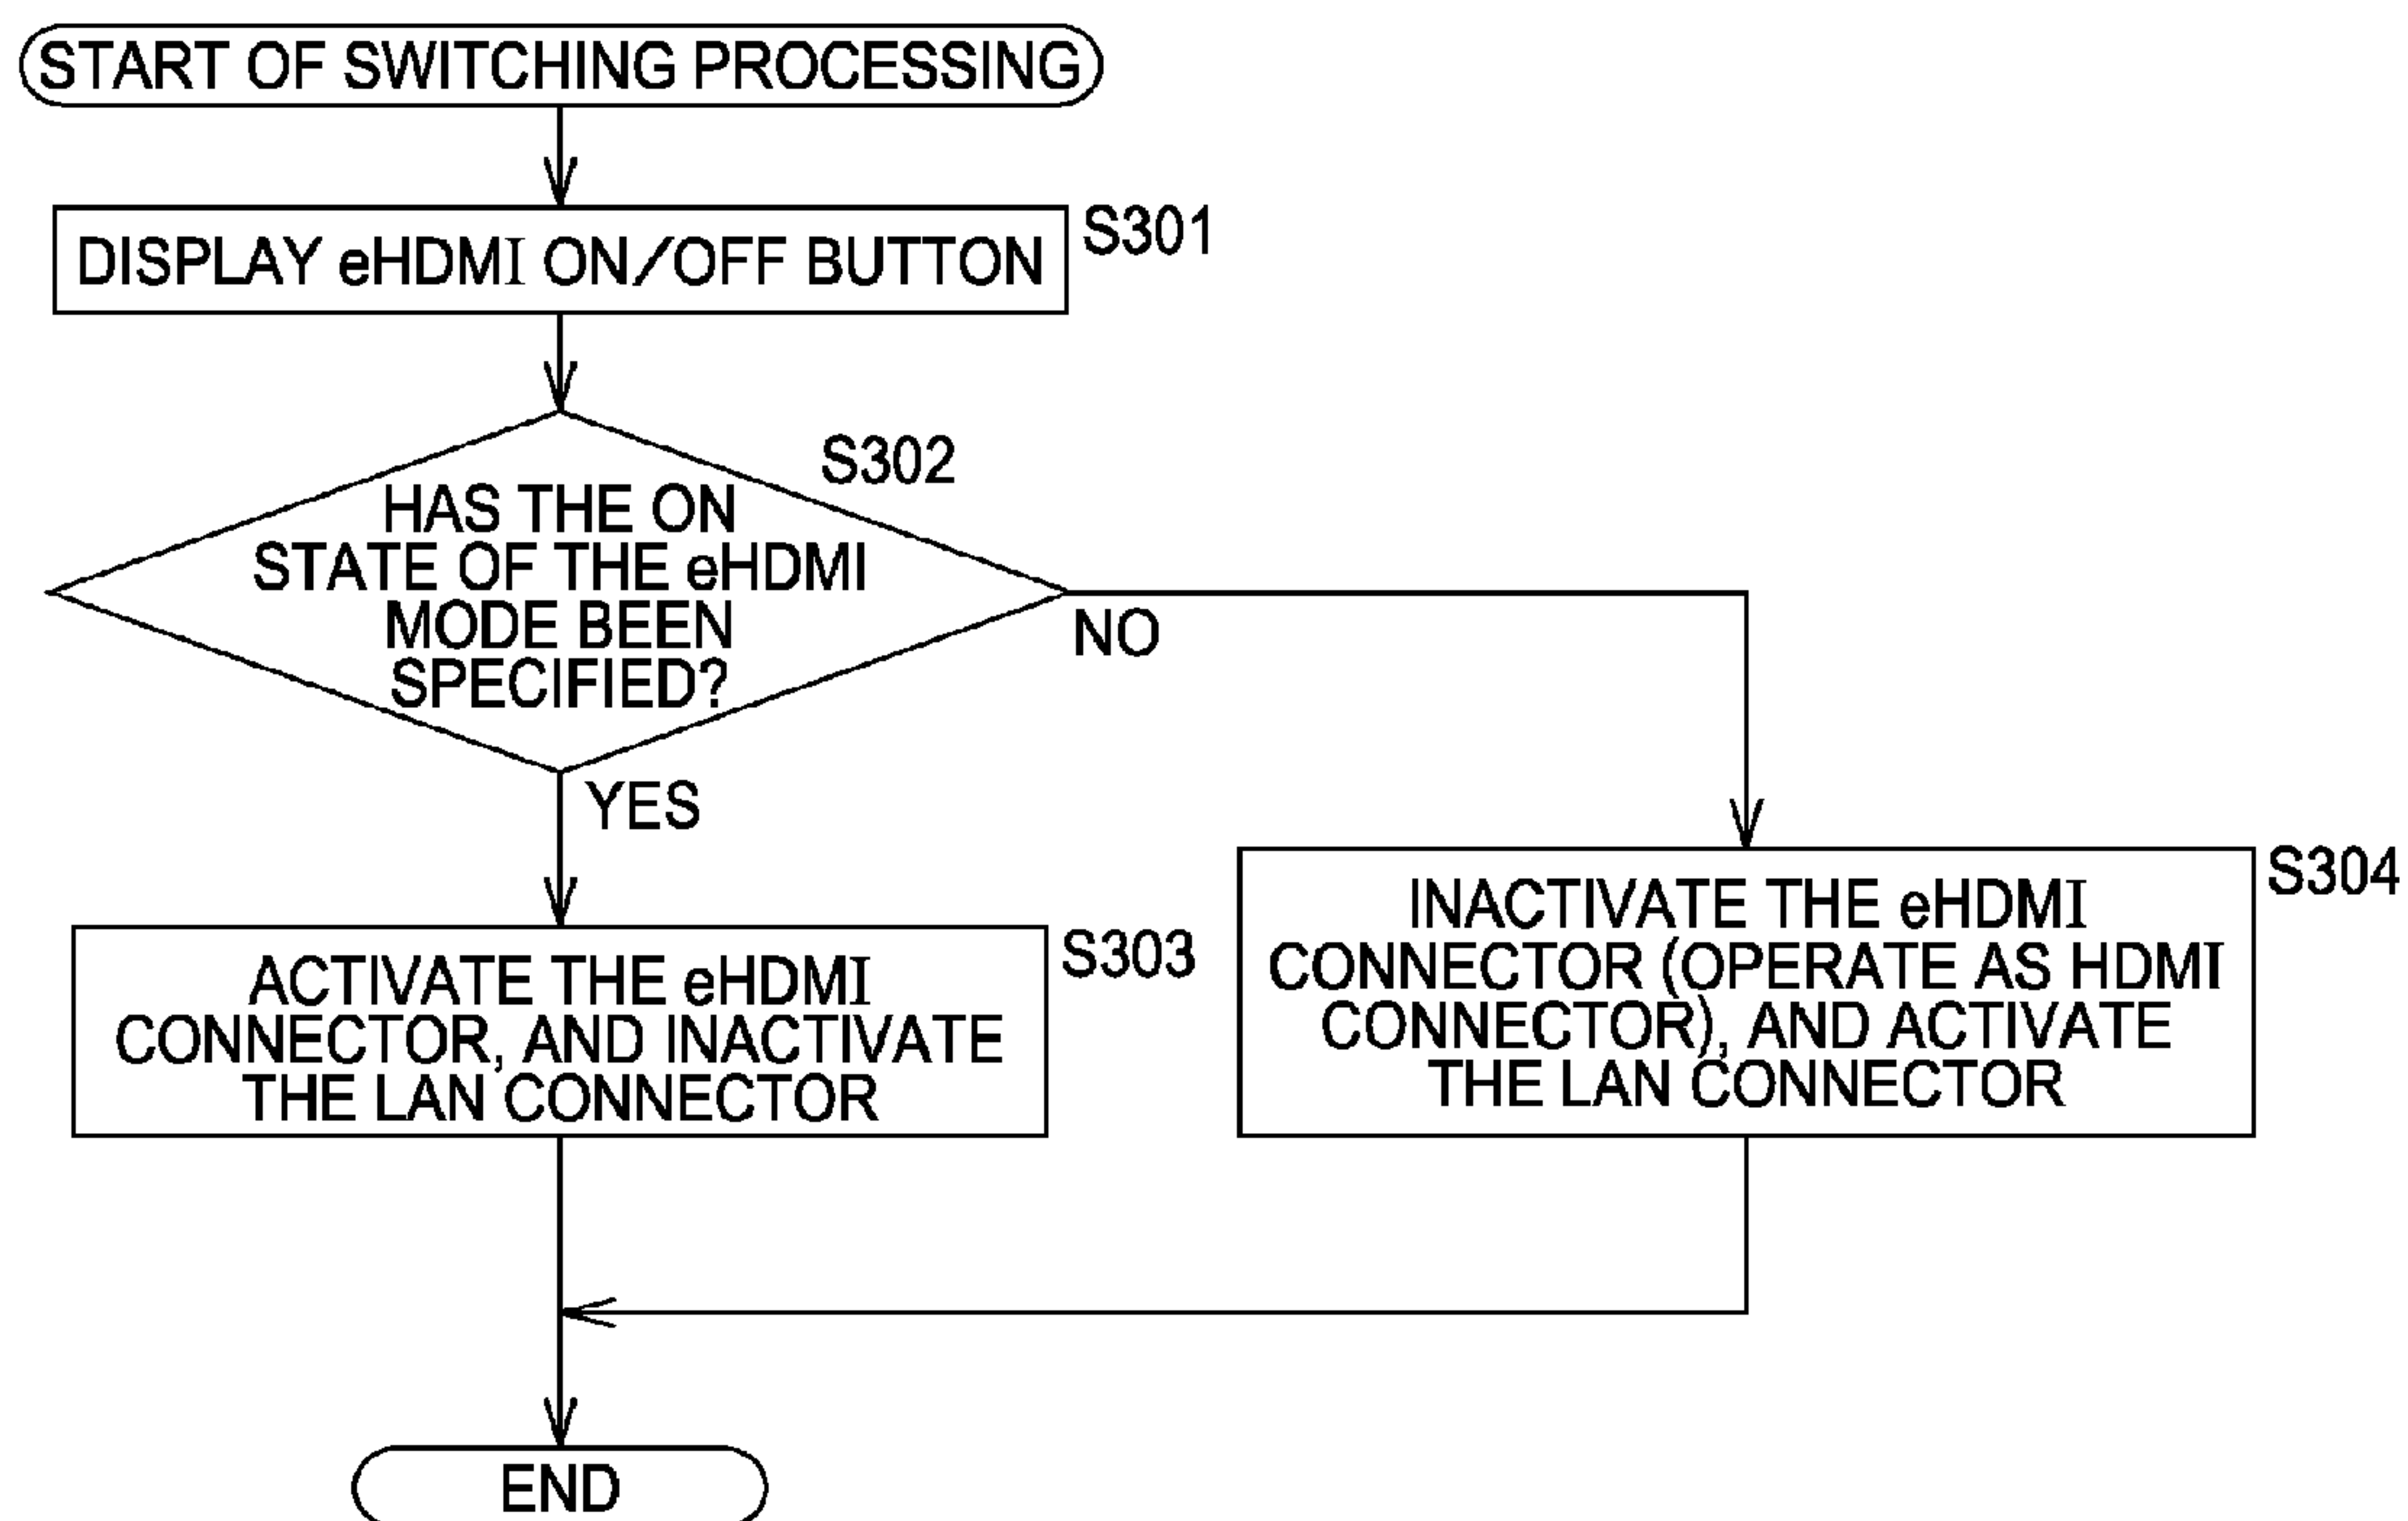 START OF SWITCHING PROCESSING
DISPLAY eHDMI ON/OFF BUTTON
S301
S302
HAS THE ON
STATE OF THE eHDMI
MODE BEEN
SPECIFIED?
NO
YES
ACTIVATE THE eHDMI
CONNECTOR, AND INACTIVATE
THE LAN CONNECTOR
S303
INACTIVATE THE eHDMI
CONNECTOR (OPERATE AS HDMI
CONNECTOR), AND ACTIVATE
THE LAN CONNECTOR
S304
END